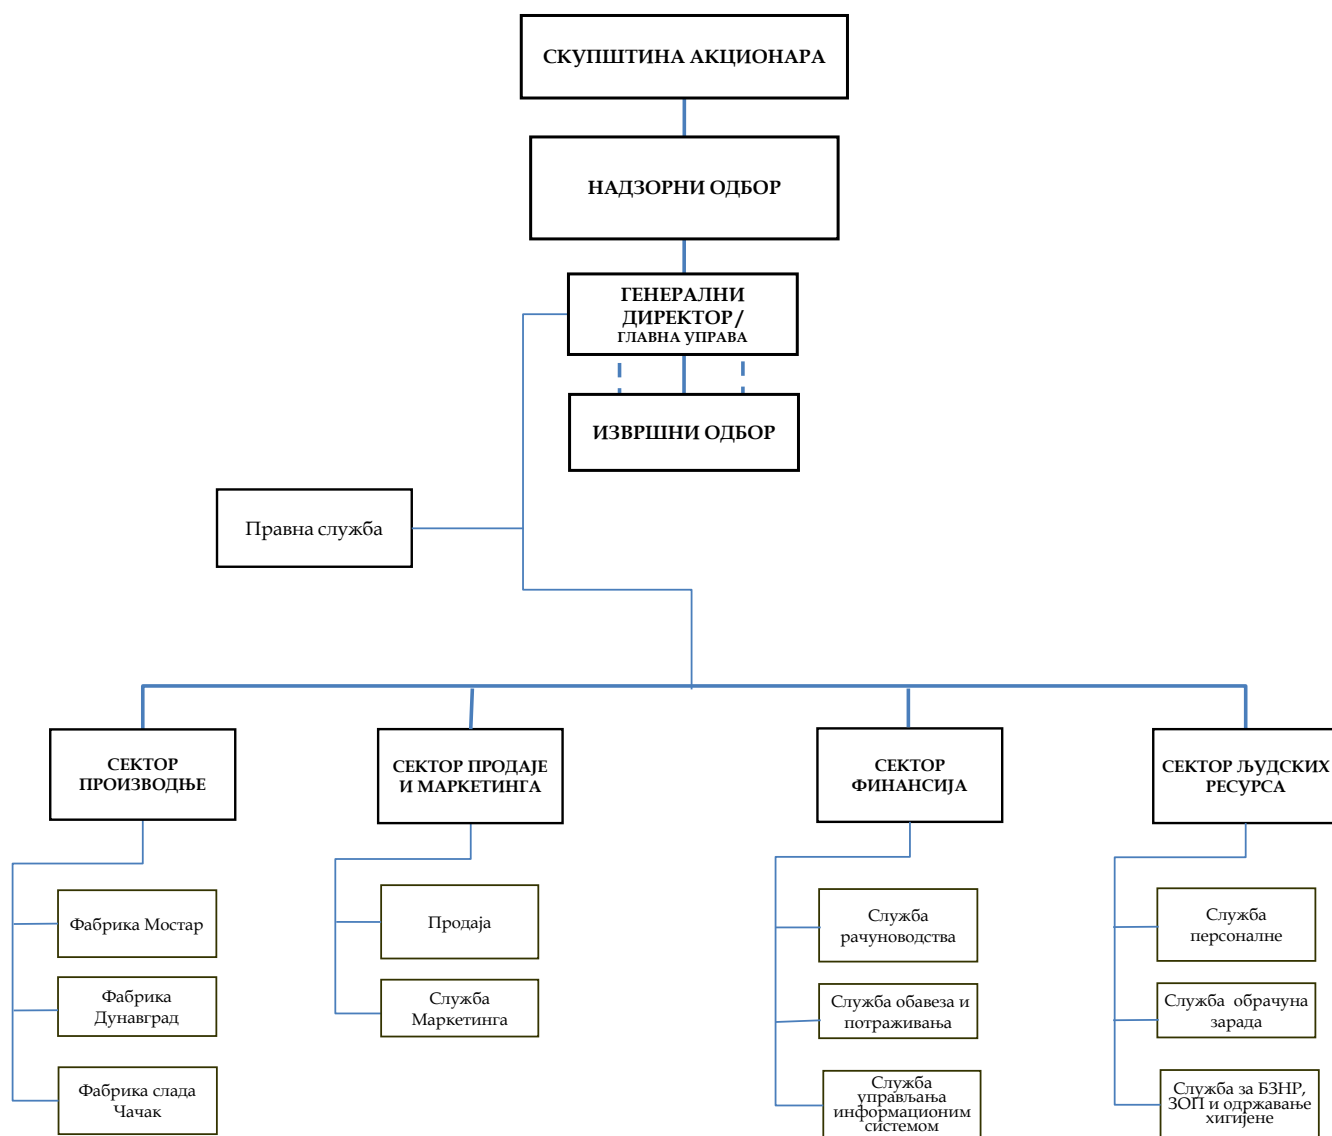 СКУПШТИНА АКЦИОНАРА
НАДЗОРНИ ОДБОР
ГЕНЕРАЛНИ
ДИРЕКТОР/
ГЛАВНА УПРАВА
ИЗВРШНИ ОДБОР
Правна служба
СЕКТОР
ПРОИЗВОДЊЕ
СЕКТОР ПРОДАЈЕ
И МАРКЕТИНГА
СЕКТОР
ФИНАНСИЈА
СЕКТОР ЉУДСКИХ
РЕСУРСА
Фабрика Мостар
Фабрика
Дунавград
Фабрика слада
Чачак
Продаја
Служба
Маркетинга
Служба
рачуноводства
Служба обавеза и
потраживања
Служба
управљања
информационим
системом
Служба
персоналне
Служба обрачуна
зарада
Служба за БЗНР,
ЗОП и одржавање
хигијене